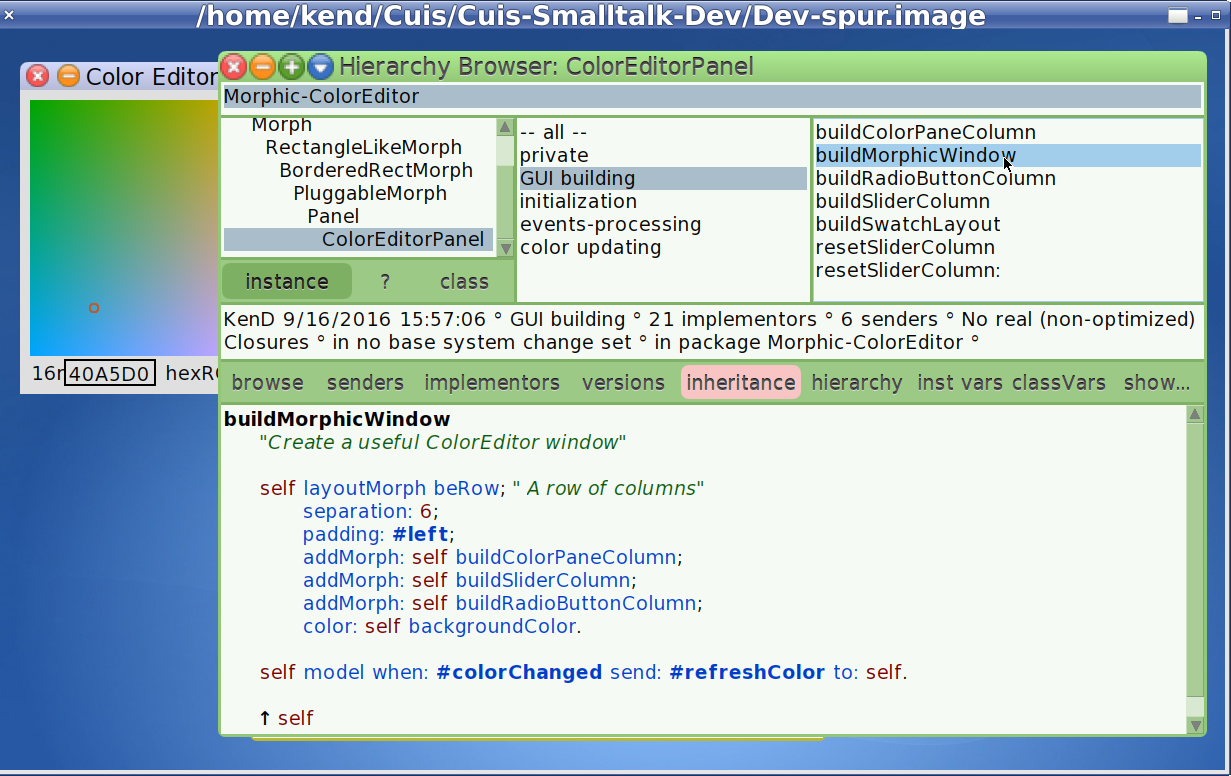 /home/kend/Cuis/Cuis-Smalltalk-Dev/Dev-spur.image
Color Editor
16r 40A5D0 hexR
Hierarchy Browser: ColorEditorPanel
Morphic-ColorEditor
Morph
RectangleLikeMorph
BorderedRectMorph
PluggableMorph
Panel
ColorEditorPanel
instance ? class
-- all --
private
GUI building
initialization
events-processing
color updating
buildColorPaneColumn
buildMorphicWindow
buildRadioButtonColumn
buildSliderColumn
buildSwatchLayout
resetSliderColumn
resetSliderColumn:
KenD 9/16/2016 15:57:06 ° GUI building ° 21 implementors ° 6 senders ° No real (non-optimized)
Closures ° in no base system change set ° in package Morphic-ColorEditor °
browse senders implementors versions inheritance hierarchy inst vars classVars show...
buildMorphicWindow
"Create a useful ColorEditor window"
self layoutMorph beRow; " A row of columns"
separation: 6;
padding: #left;
addMorph: self buildColorPaneColumn;
addMorph: self buildSliderColumn;
addMorph: self buildRadioButtonColumn;
color: self backgroundColor.
self model when: #colorChanged send: #refreshColor to: self.
↑ self